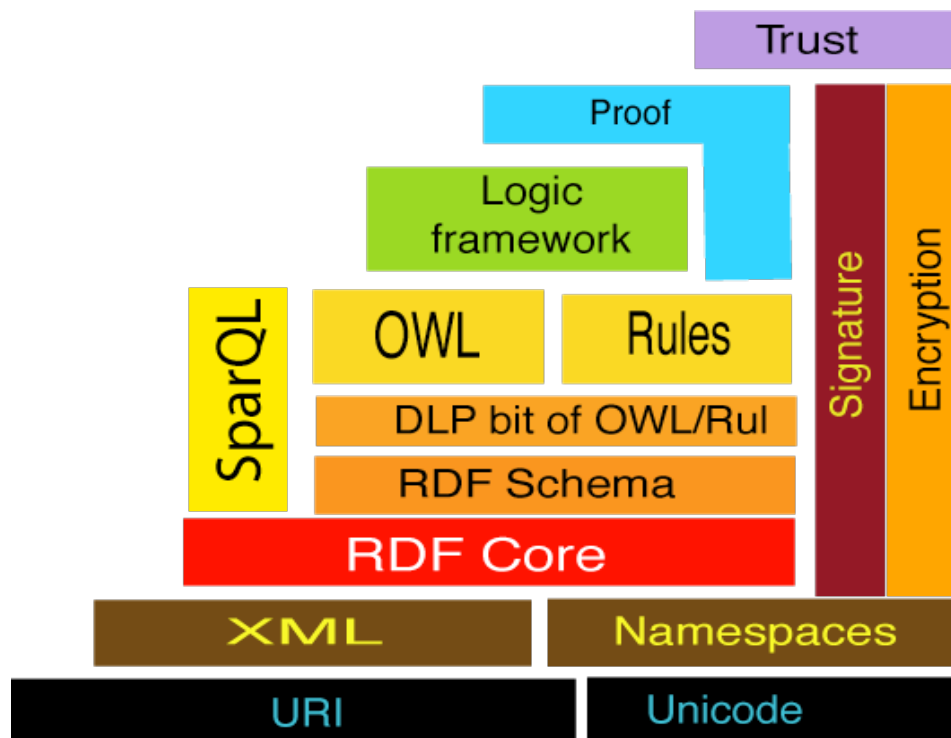 Trust
Proof
Logic
framework
SparQL
OWL
Rules
Signature
Encryption
DLP bit of OWL/Rul
RDF Schema
RDF Core
XML
Namespaces
URI
Unicode